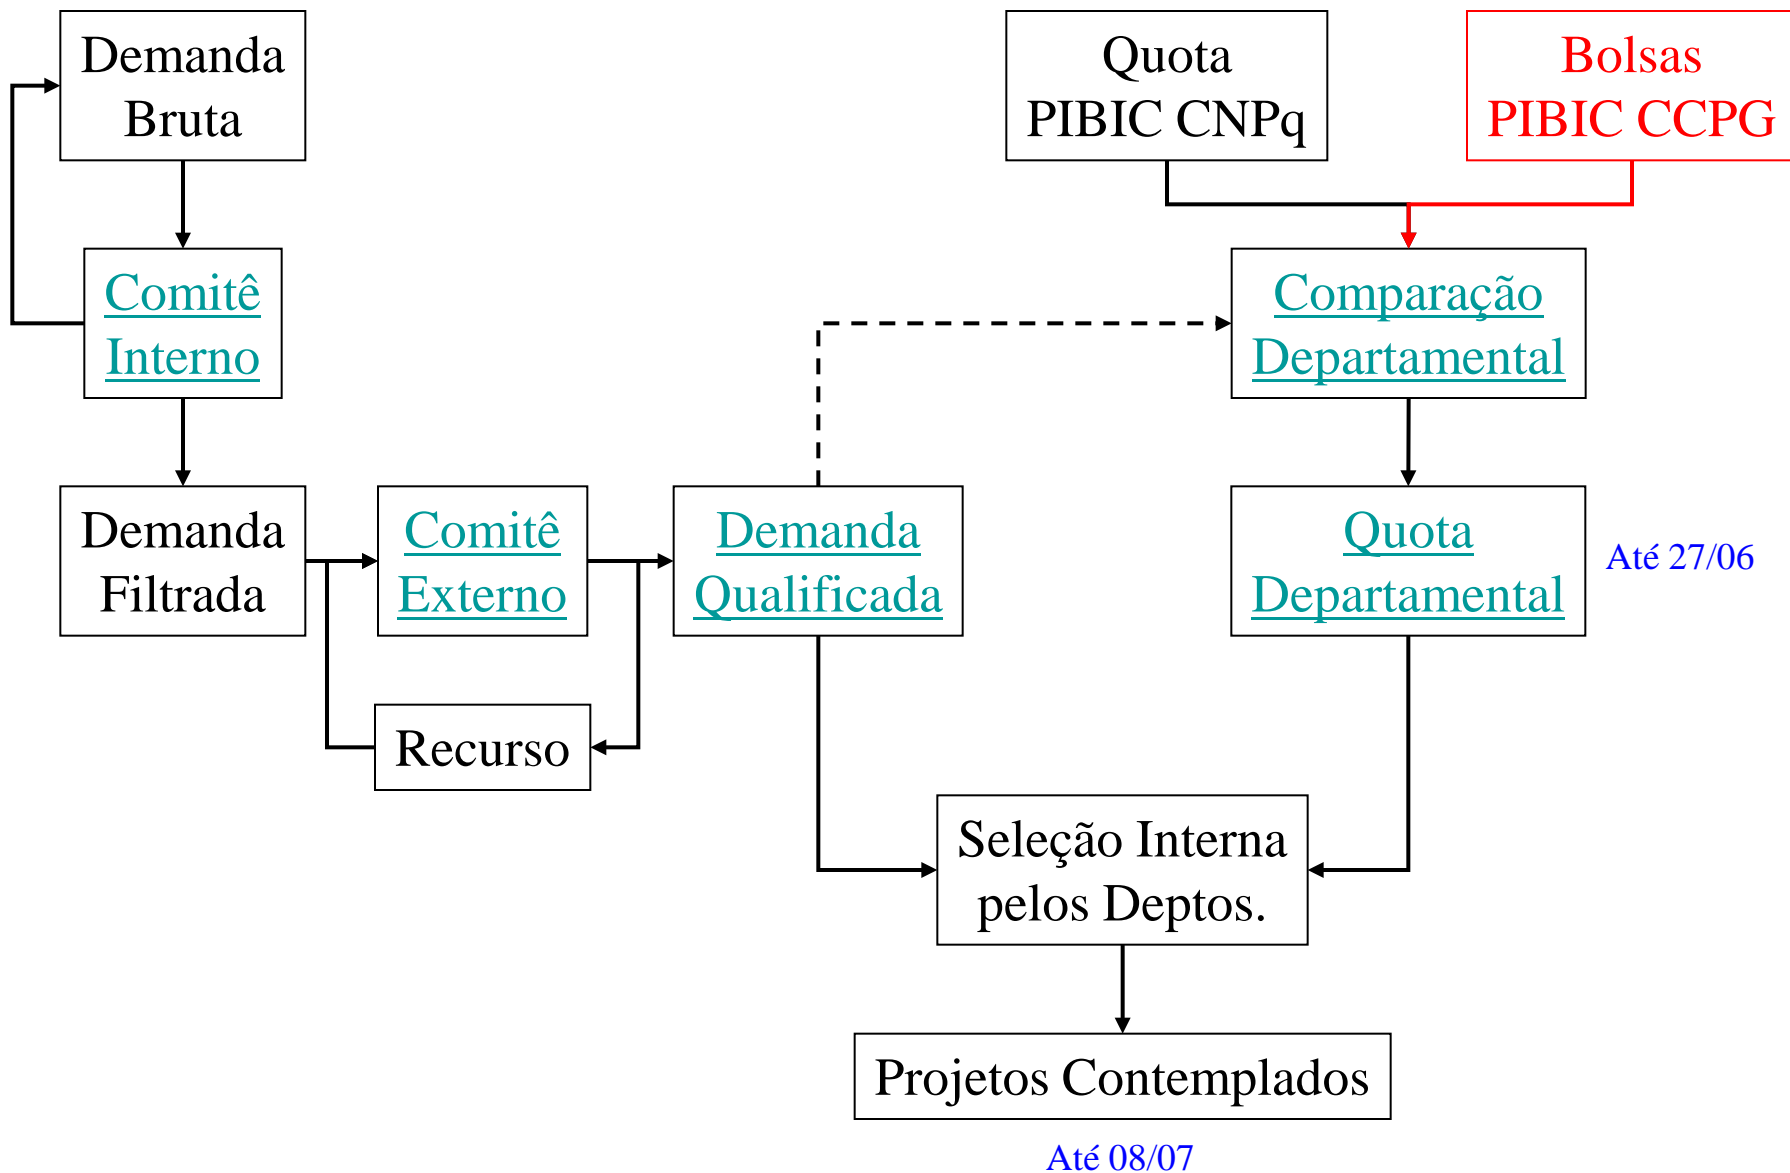 Demanda
Bruta
Quota
PIBIC CNPq
Bolsas
PIBIC CCPG
Comitê
Interno
Comparação
Departamental
Demanda
Filtrada
Comitê
Externo
Demanda
Qualificada
Quota
Departamental
Até 27/06
Recurso
Seleção Interna
pelos Deptos.
Projetos Contemplados
Até 08/07